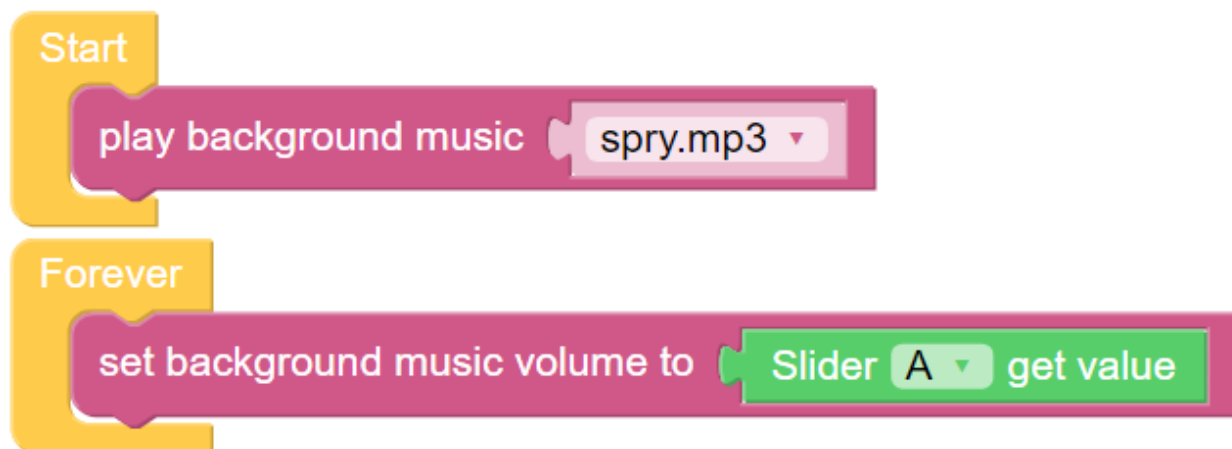 Start
play background music spry.mp3
Forever
set background music volume to Slider A get value